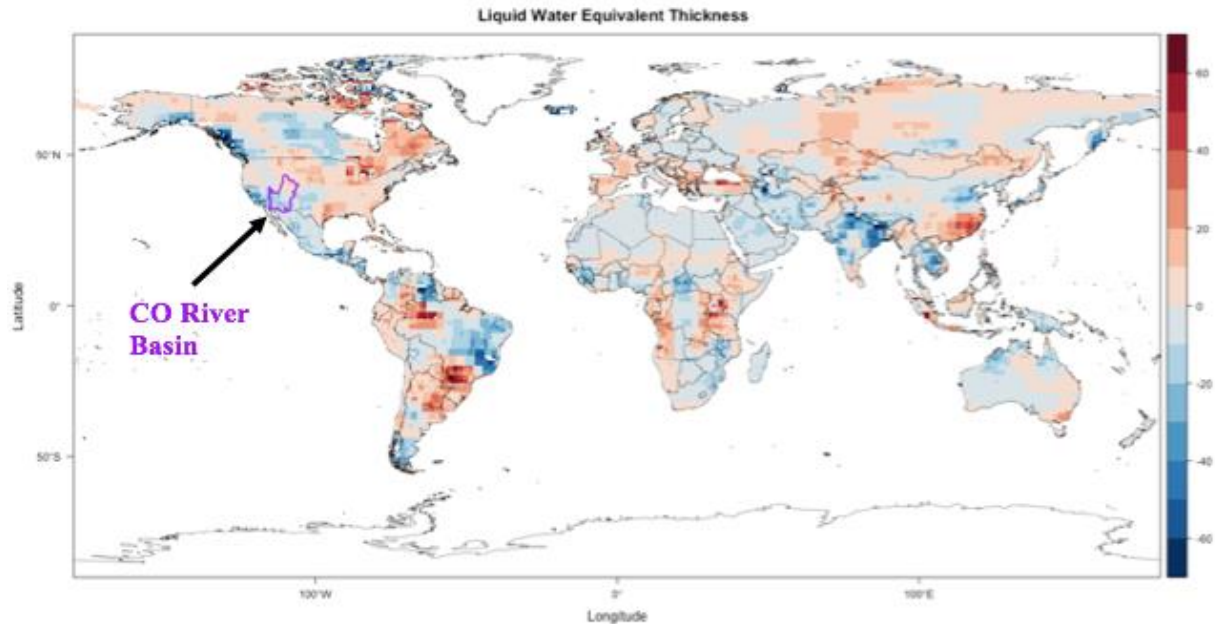 Liquid Water Equivalent Thickness
60
40
20
0
-20
-40
-60
50°N
0°
50°S
Latitude
CO River
Basin
100°W
0°
100°E
Longitude